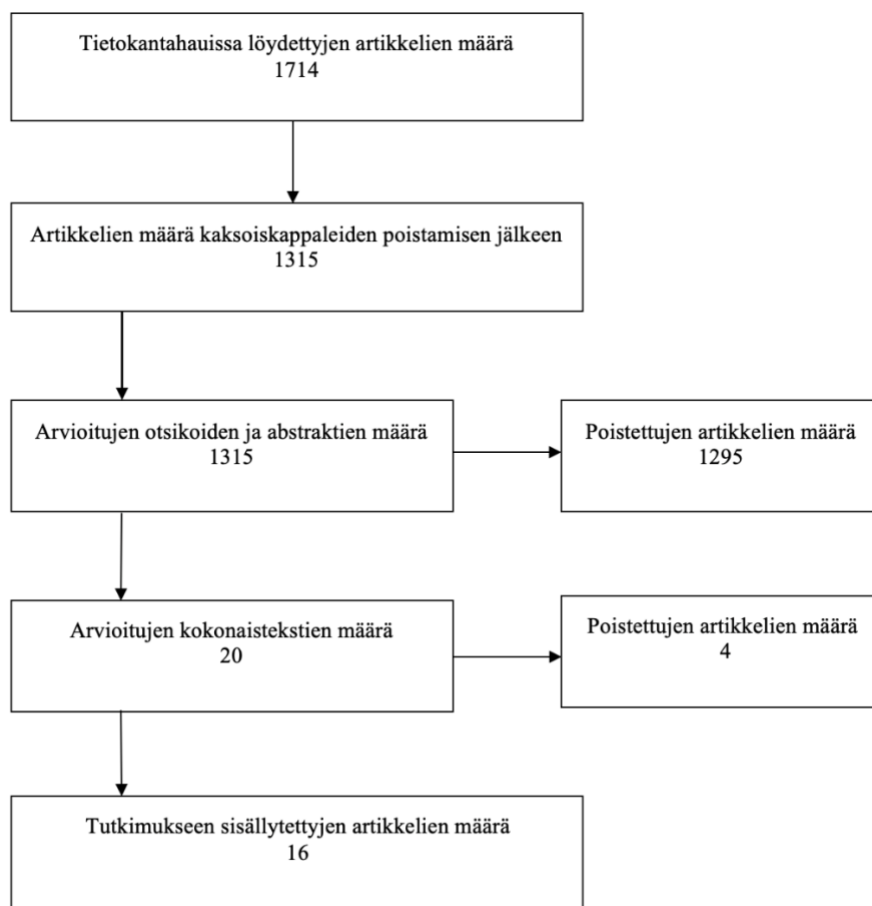 Tietokantahauissa löydettyjen artikkelien määrä
1714
Artikkelien määrä kaksoiskappaleiden poistamisen jälkeen
1315
Arvioitujen otsikoiden ja abstraktien määrä
1315
Poistettujen artikkelien määrä
1295
Arvioitujen kokonaistekstien määrä
20
Poistettujen artikkelien määrä
4
Tutkimukseen sisällytettyjen artikkelien määrä
16